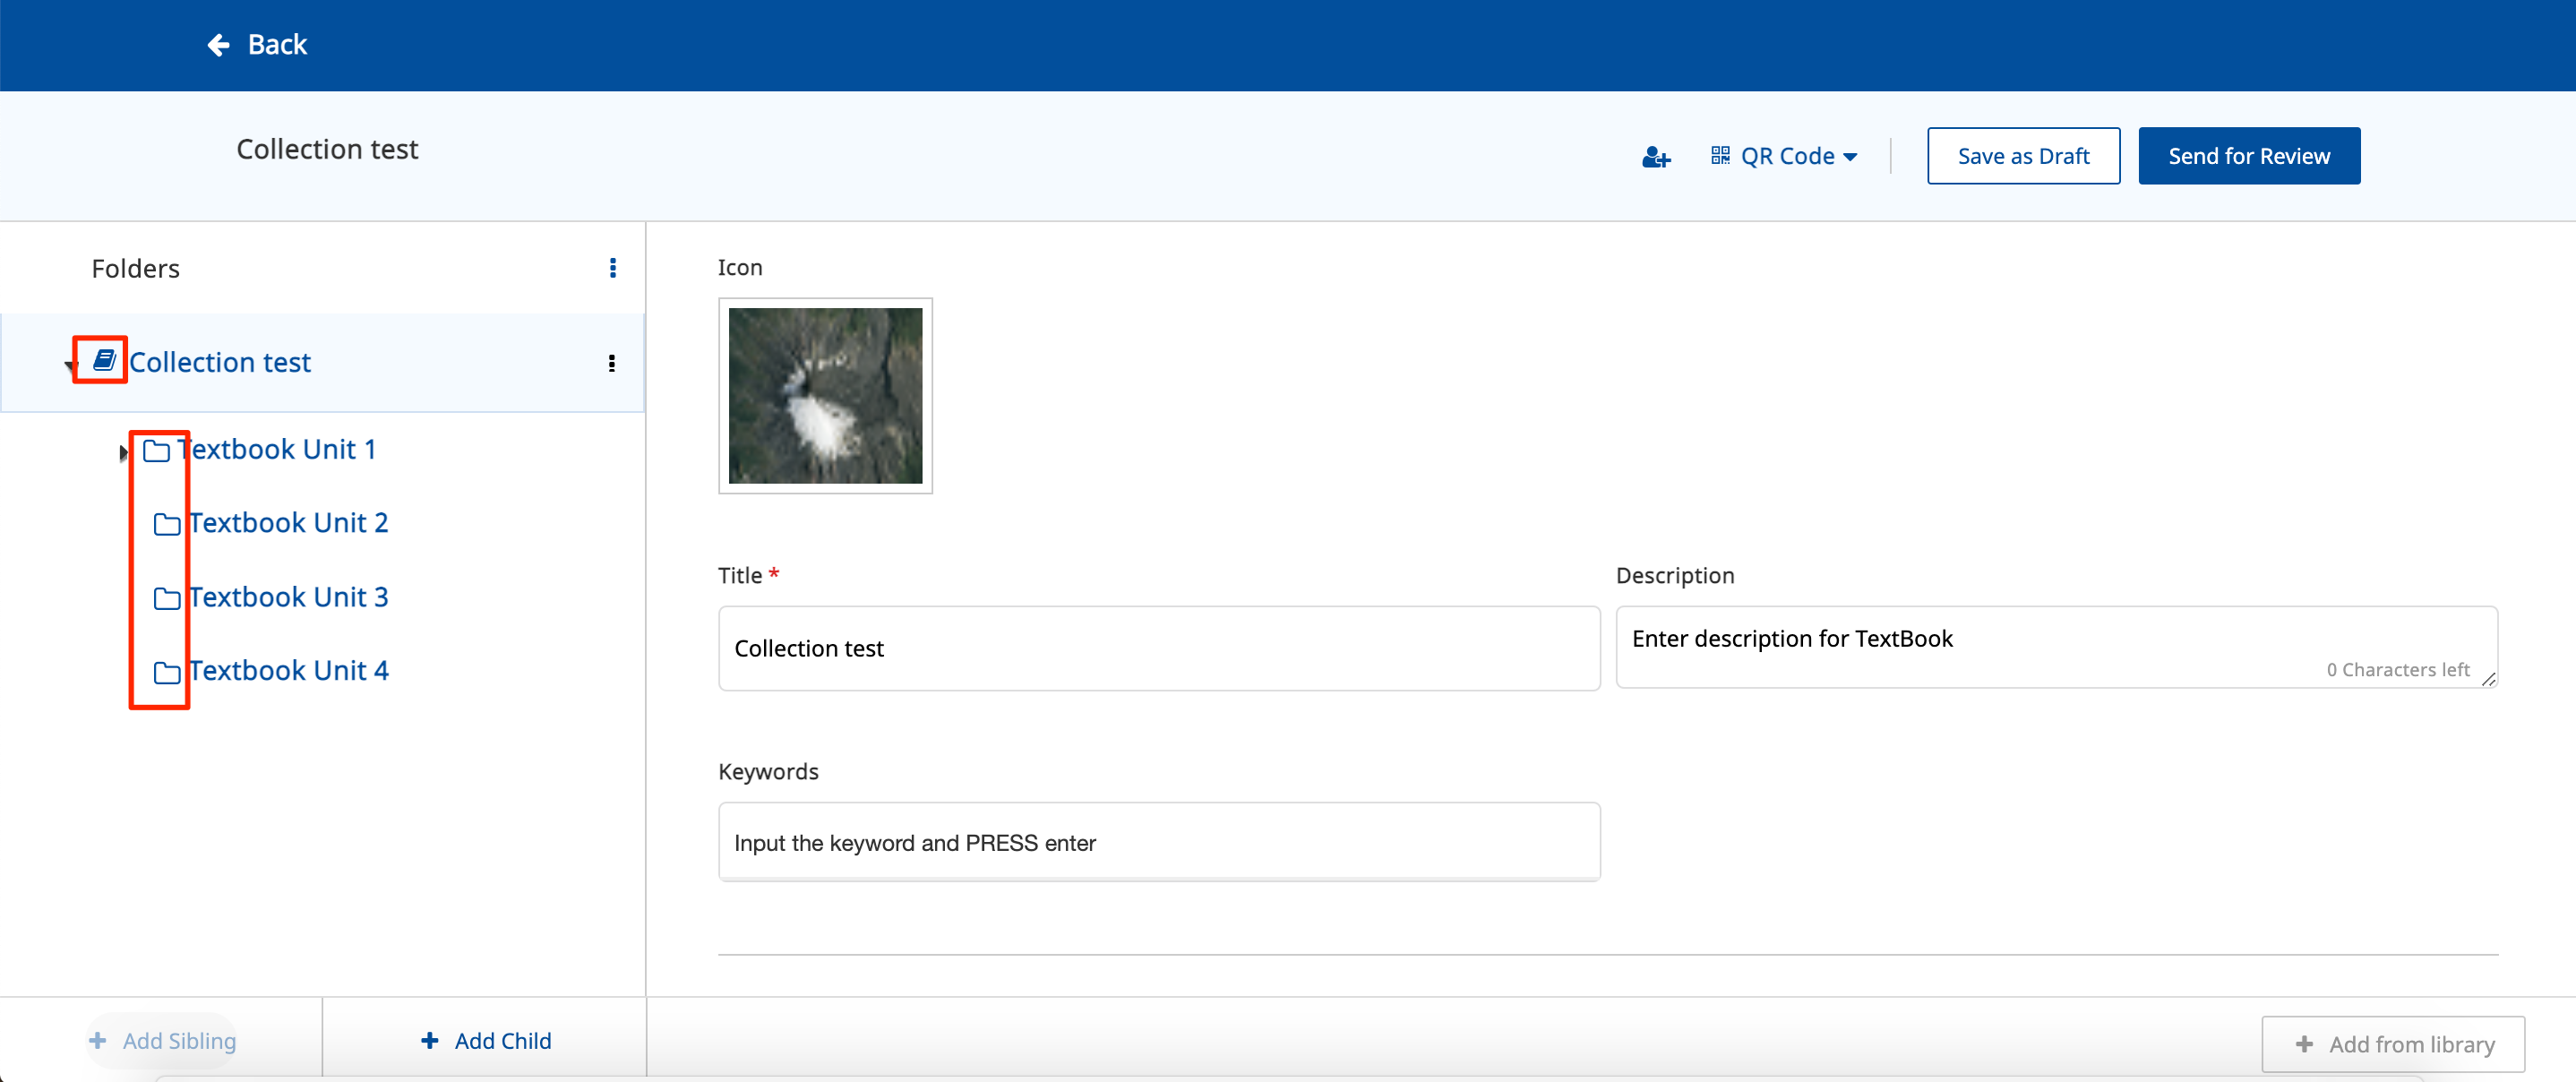 Back
Collection test
QR Code
Save as Draft
Send for Review
Folders
Collection test
Textbook Unit 1
Textbook Unit 2
Textbook Unit 3
Textbook Unit 4
Icon
Title *
Description
Collection test
Enter description for TextBook
0 Characters left
Keywords
Input the keyword and PRESS enter
+ Add Sibling
+ Add Child
+ Add from library